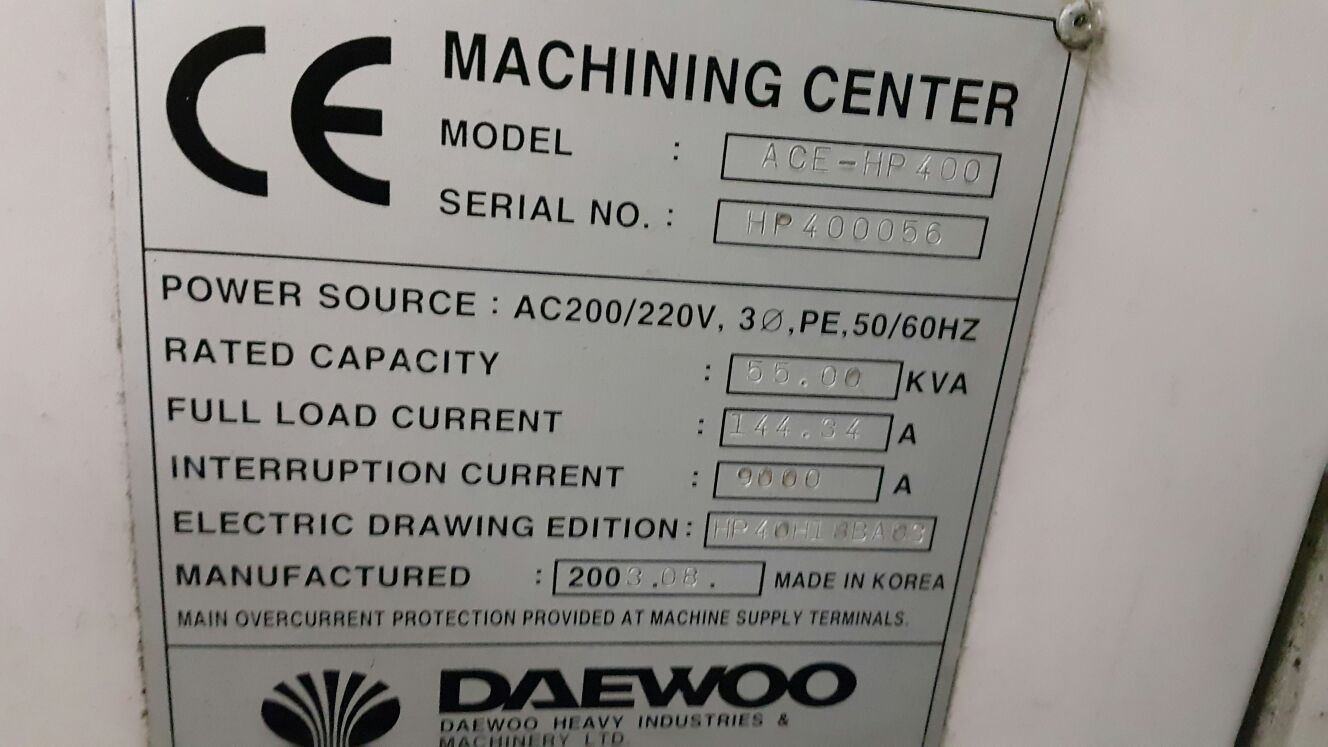 CE
MACHINING CENTER
MODEL : ACE-HP400
SERIAL NO. : HP400056
POWER SOURCE : AC200/220V, 3Ø,PE,50/60HZ
RATED CAPACITY : 55.00 KVA
FULL LOAD CURRENT : 144.34 A
INTERRUPTION CURRENT : 9000 A
ELECTRIC DRAWING EDITION :
MANUFACTURED : 2003.08. MADE IN KOREA
MAIN OVERCURRENT PROTECTION PROVIDED AT MACHINE SUPPLY TERMINALS.
DAEWOO
DAEWOO HEAVY INDUSTRIES &
MACHINERY LTD